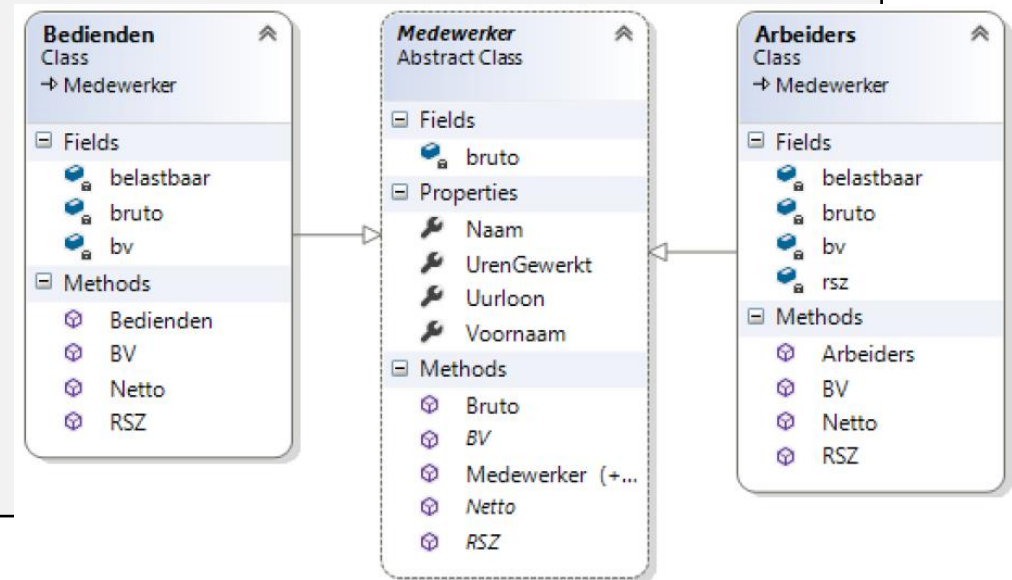 Bedienden
Class
Medewerker
Fields
belastbaar
bruto
bv
Methods
Bedienden
BV
Netto
RSZ
Medewerker
Abstract Class
Fields
bruto
Properties
Naam
UrenGewerkt
Uurloon
Voornaam
Methods
Bruto
BV
Medewerker (+...
Netto
RSZ
Arbeiders
Class
Medewerker
Fields
belastbaar
bruto
bv
rsz
Methods
Arbeiders
BV
Netto
RSZ